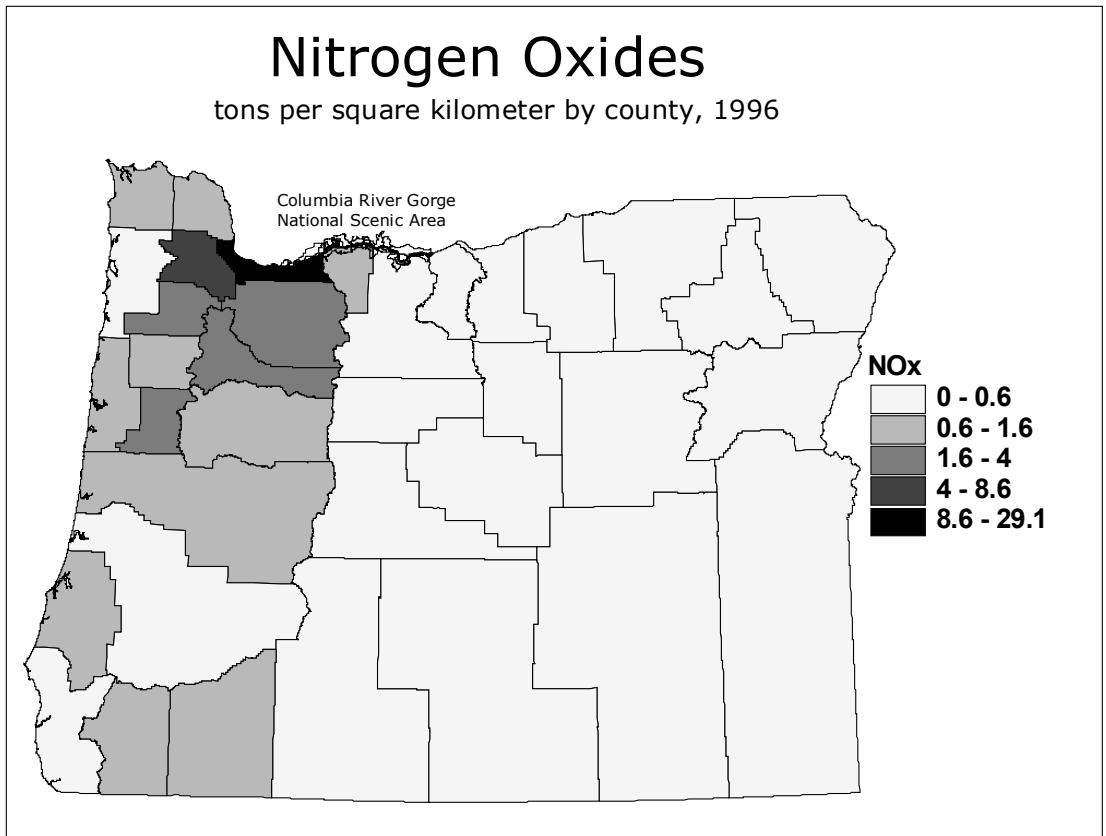 Nitrogen Oxides
tons per square kilometer by county, 1996
Columbia River Gorge
National Scenic Area
NOx
0 - 0.6
0.6 - 1.6
1.6 - 4
4 - 8.6
8.6 - 29.1